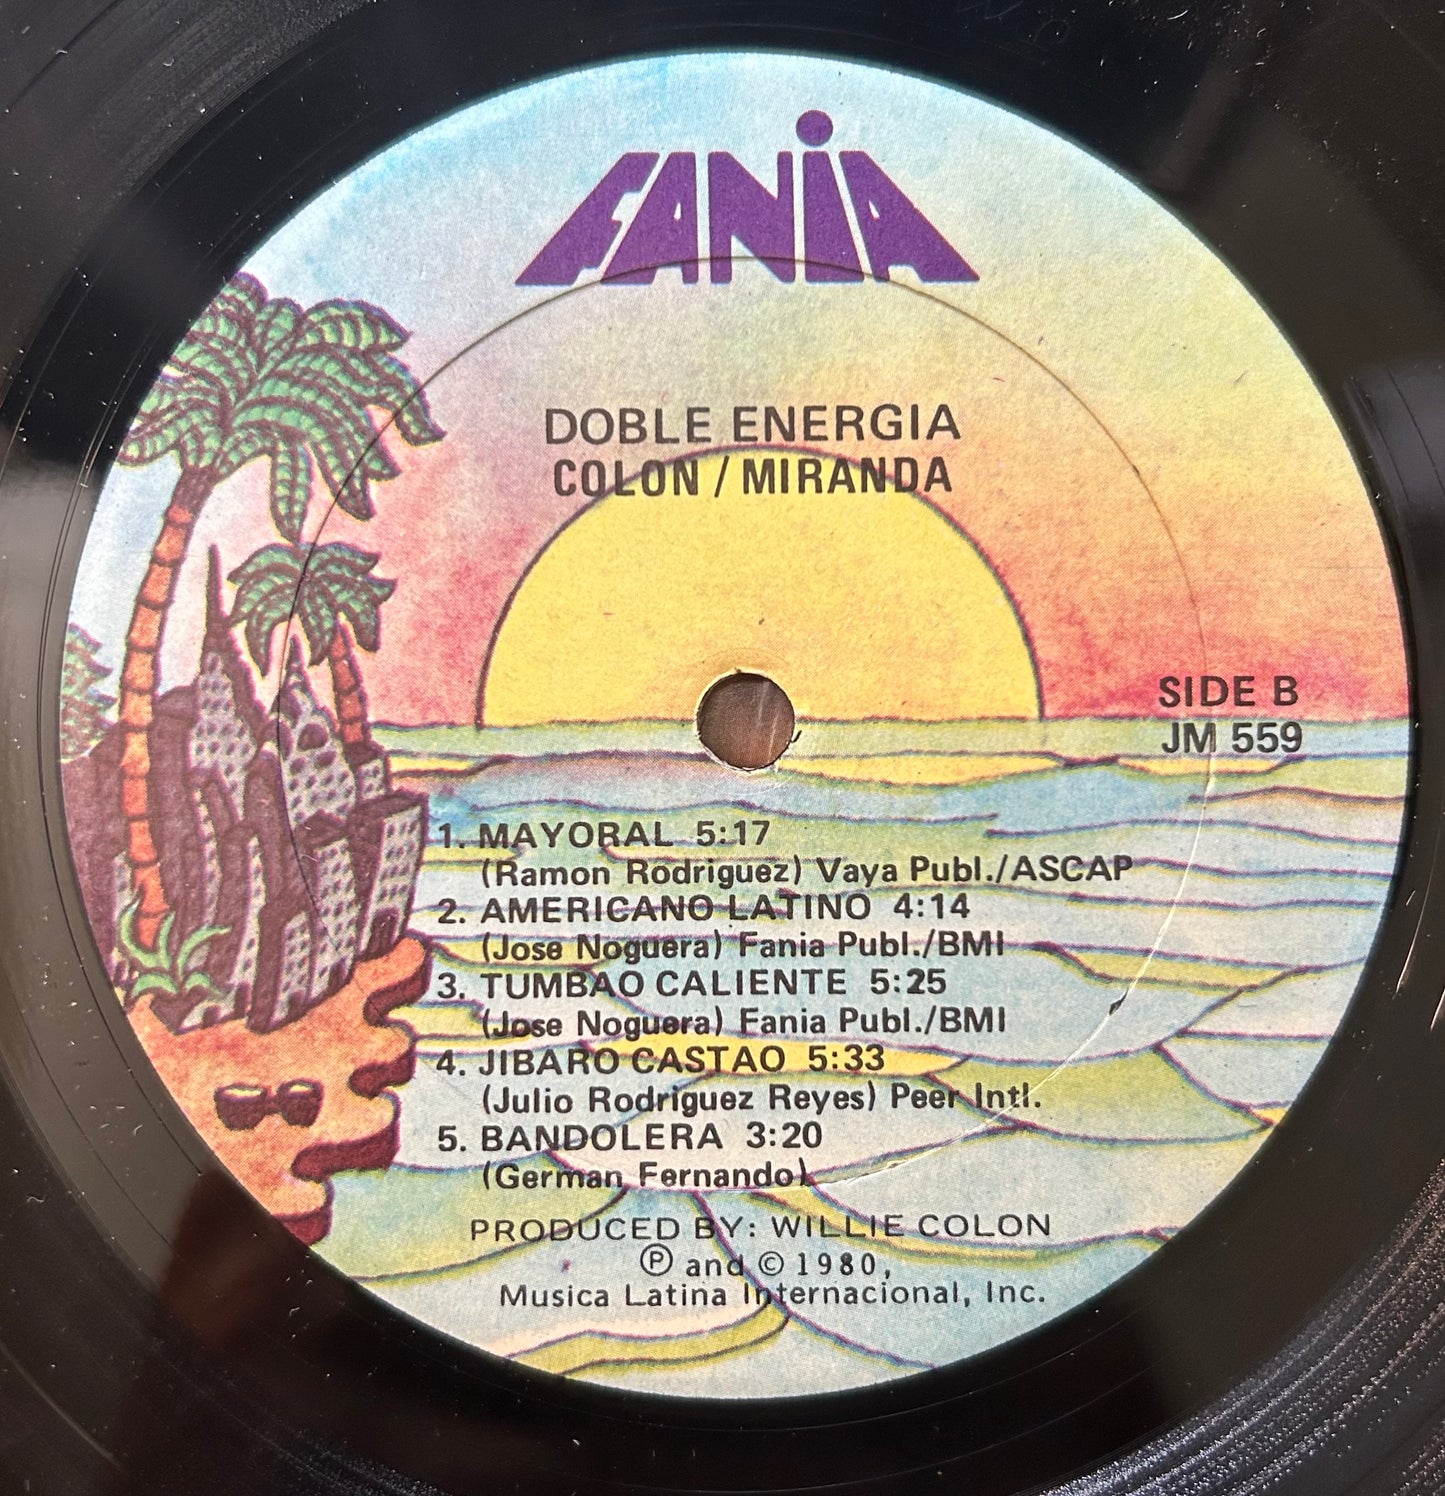 FANiA
DOBLE ENERGIA
COLON / MIRANDA
SIDE B
JM 559
1. MAYORAL 5:17
(Ramon Rodriguez) Vaya Publ./ASCAP
2. AMERICANO LATINO 4:14
(Jose Noguera) Fania Publ./BMI
3. TUMBAO CALIENTE 5:25
(Jose Noguera) Fania Publ./BMI
4. JIBARO CASTAO 5:33
(Julio Rodriguez Reyes) Peer Intl.
5. BANDOLERA 3:20
(German Fernando)
PRODUCED BY: WILLIE COLON
℗ and © 1980,
Musica Latina Internacional, Inc.